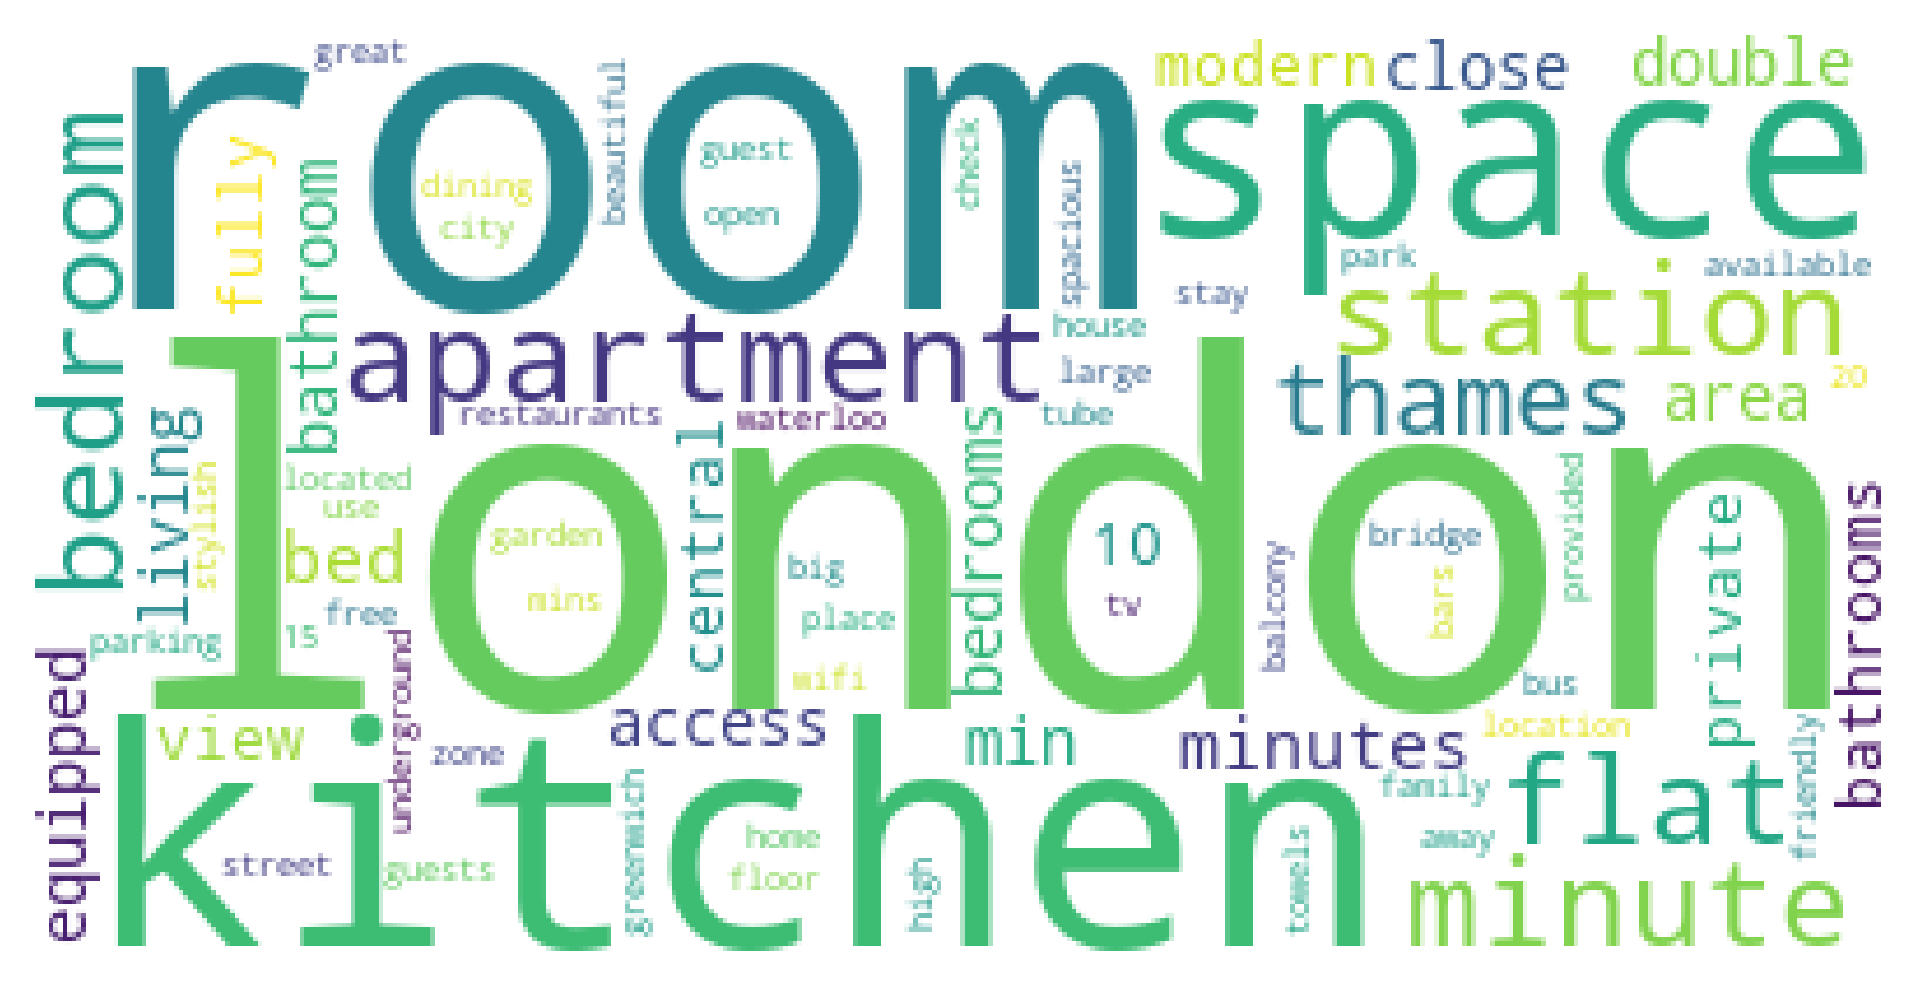 great
modern close double
room space
bedroom
fully
bathroom
beautiful
dining
city
guest
open
check
spacious
park
available
stay
station
apartment
house
large
thames
area
20
restaurants
waterloo
tube
living
stylish
located
use
bed
free
15
parking
london
garden
mins
central
big
place
wifi
bedrooms
10
tv
balcony
bridge
bars
provided
private
bathrooms
bus
equipped
view
underground
zone
access
min
minutes
location
kitchen
street
guests
greenwich
home
floor
high
towels
family
flat
friendly
away
minute